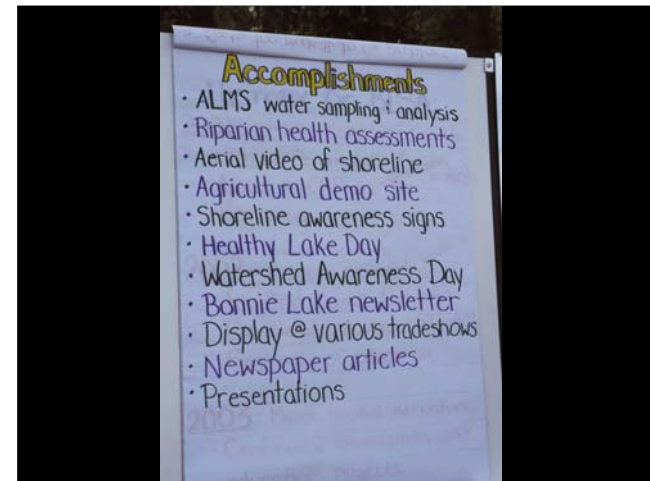 Accomplishments
· ALMS water sampling & analysis
· Riparian health assessments
· Aerial video of shoreline
· Agricultural demo site
· Shoreline awareness signs
· Healthy Lake Day
· Watershed Awareness Day
· Bonnie Lake newsletter
· Display @ various tradeshows
· Newspaper articles
· Presentations
2005